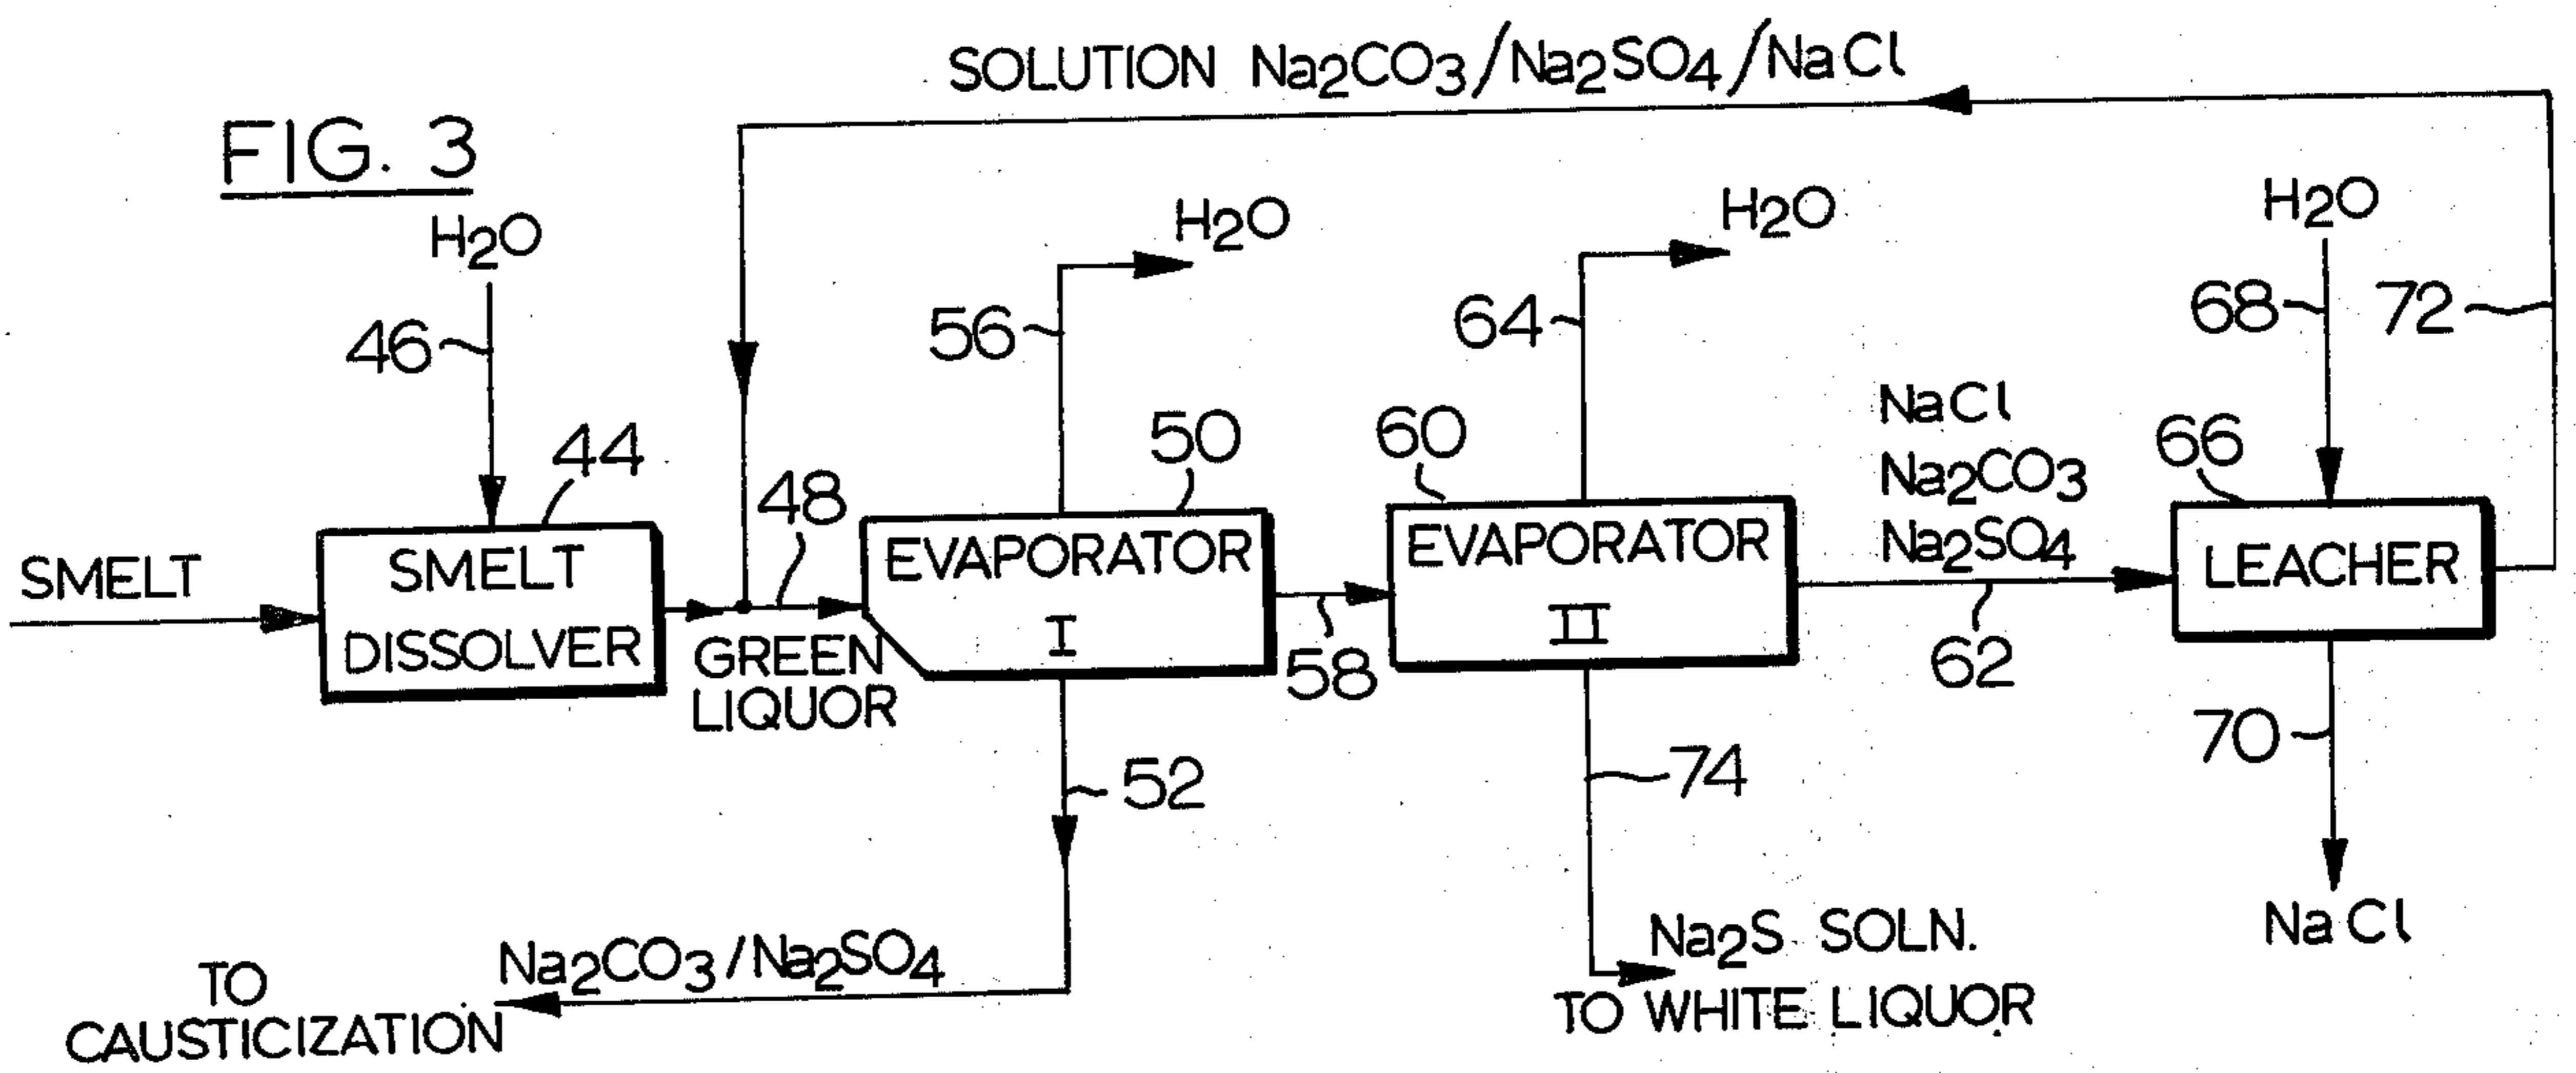 SOLUTION Na2CO3/Na2SO4/NaCl
FIG. 3
H2O
H2O
H2O
H2O
46
56
64
68
72
44
48
50
60
NaCl
Na2CO3
Na2SO4
66
SMELT
SMELT
DISSOLVER
GREEN
LIQUOR
EVAPORATOR
I
58
EVAPORATOR
II
62
LEACHER
52
74
70
Na2CO3/Na2SO4
TO
CAUSTICIZATION
Na2S SOLN.
TO WHITE LIQUOR
NaCl